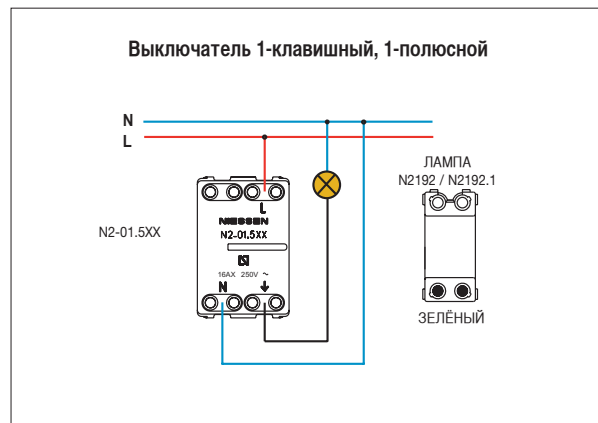 Выключатель 1-клавишный, 1-полюсной
N
L
ЛАМПА
N2192 / N2192.1
L
NIESSEN
N2-01.5XX
N2-01.5XX
16AX 250V ~
N
ЗЕЛЁНЫЙ